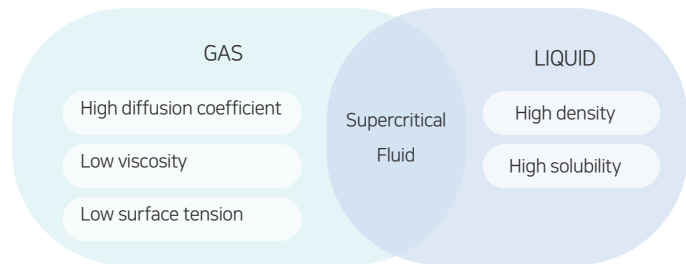 GAS
High diffusion coefficient
Low viscosity
Low surface tension
Supercritical
Fluid
LIQUID
High density
High solubility